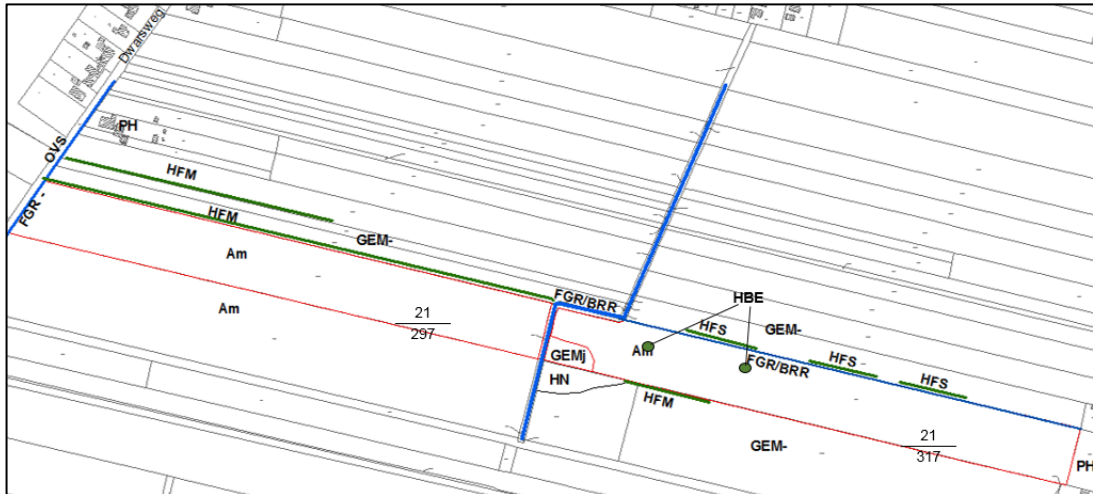 Dwarsweg
PH
OVS
HFM
FGR -
HFM
GEM-
Am
Am
21
297
FGR/BRR
HBE
HFS
GEM-
Am
GEMj
FGR/BRR
HFS
HN
HFS
HFM
21
317
GEM-
PH